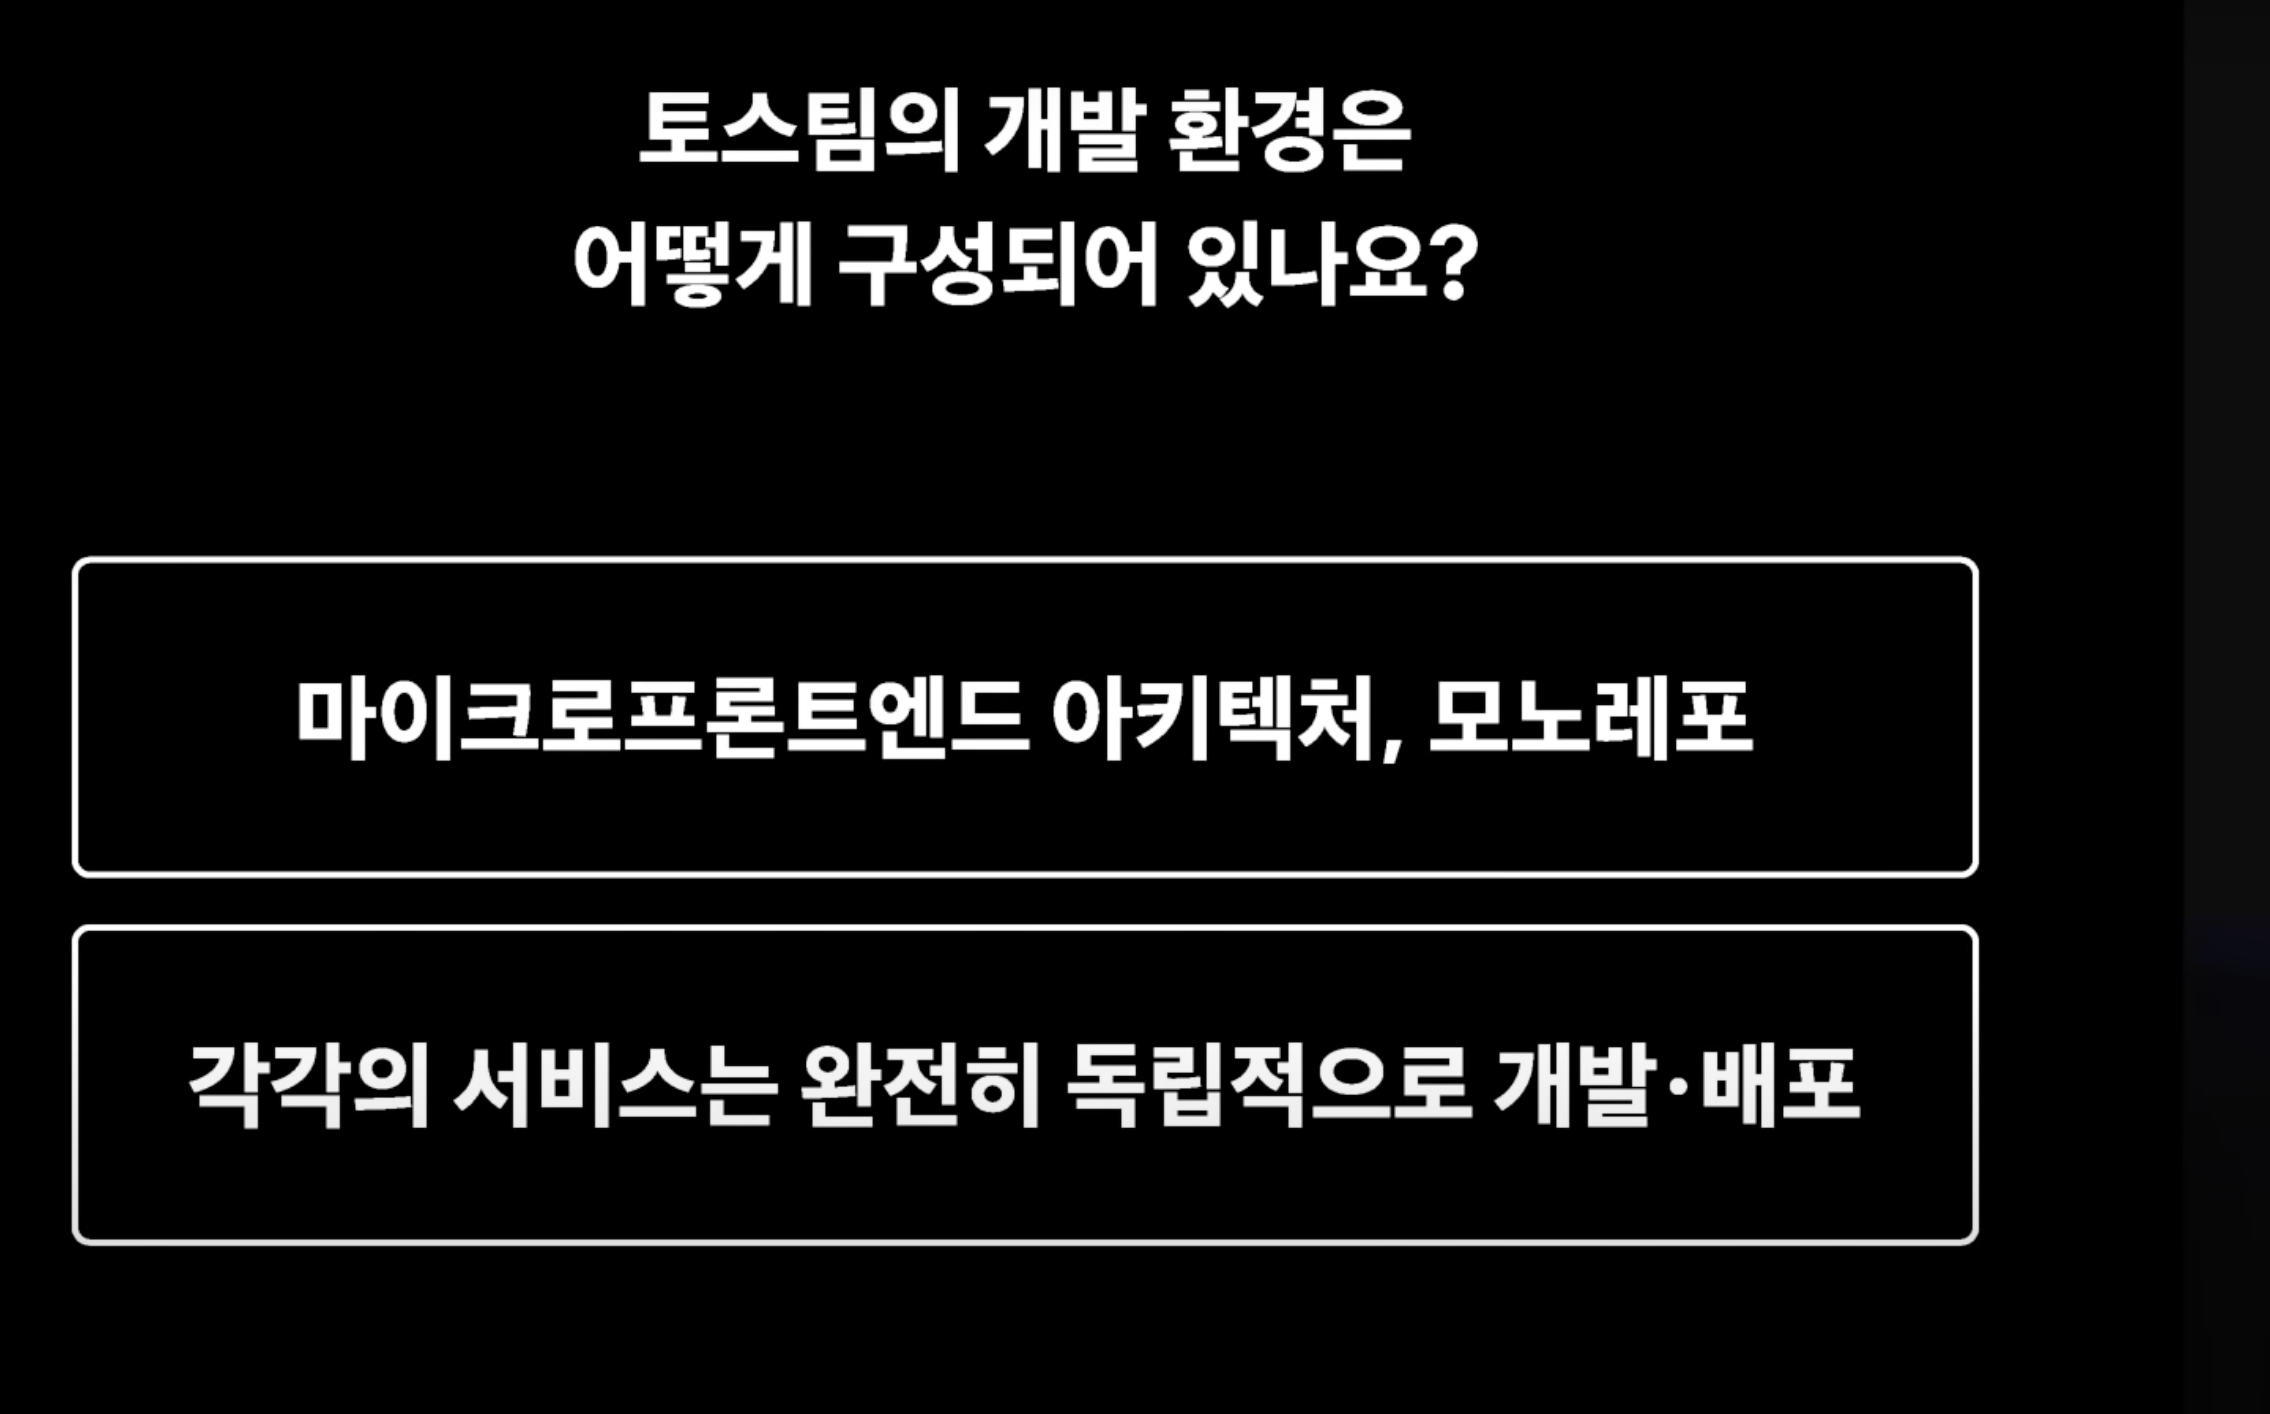 토스팀의 개발 환경은
어떻게 구성되어 있나요?
마이크로프론트엔드 아키텍처, 모노레포
각각의 서비스는 완전히 독립적으로 개발·배포